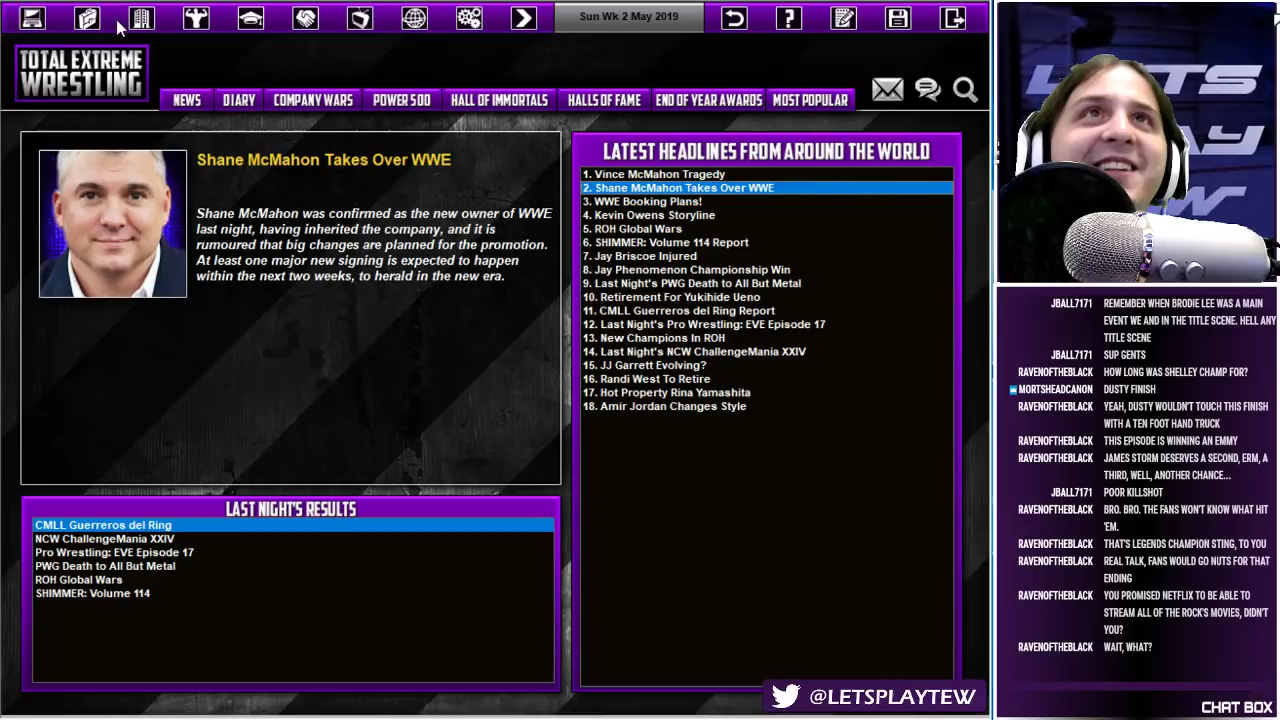 Sun Wk 2 May 2019
TOTAL EXTREME
WRESTLING
NEWS
DIARY
COMPANY WARS
POWER 500
HALL OF IMMORTALS
HALLS OF FAME
END OF YEAR AWARDS
MOST POPULAR
Shane McMahon Takes Over WWE
Shane McMahon was confirmed as the new owner of WWE
last night, having inherited the company, and it is
rumoured that big changes are planned for the promotion.
At least one major new signing is expected to happen
within the next two weeks, to herald in the new era.
LATEST HEADLINES FROM AROUND THE WORLD
1. Vince McMahon Tragedy
2. Shane McMahon Takes Over WWE
3. WWE Booking Plans!
4. Kevin Owens Storyline
5. ROH Global Wars
6. SHIMMER: Volume 114 Report
7. Jay Briscoe Injured
8. Jay Phenomenon Championship Win
9. Last Night's PWG Death to All But Metal
10. Retirement For Yukihide Ueno
11. CMLL Guerreros del Ring Report
12. Last Night's Pro Wrestling: EVE Episode 17
13. New Champions In ROH
14. Last Night's NCW ChallengeMania XXIV
15. JJ Garrett Evolving?
16. Randi West To Retire
17. Hot Property Rina Yamashita
18. Amir Jordan Changes Style
LAST NIGHT'S RESULTS
CMLL Guerreros del Ring
NCW ChallengeMania XXIV
Pro Wrestling: EVE Episode 17
PWG Death to All But Metal
ROH Global Wars
SHIMMER: Volume 114
@LETSPLAYTEW
LETS
JBALL7171 REMEMBER WHEN BRODIE LEE WAS A MAIN
EVENT WE AND IN THE TITLE SCENE. HELL ANY
TITLE SCENE
JBALL7171 SUP GENTS
RAVENOFTHEBLACK HOW LONG WAS SHELLEY CHAMP FOR?
MORTSHEADCANON DUSTY FINISH
RAVENOFTHEBLACK YEAH, DUSTY WOULDN'T TOUCH THIS FINISH
WITH A TEN FOOT HAND TRUCK
RAVENOFTHEBLACK THIS EPISODE IS WINNING AN EMMY
RAVENOFTHEBLACK JAMES STORM DESERVES A SECOND, ERM, A
THIRD, WELL, ANOTHER CHANCE...
JBALL7171 POOR KILLSHOT
RAVENOFTHEBLACK BRO. BRO. THE FANS WON'T KNOW WHAT HIT
'EM.
RAVENOFTHEBLACK THAT'S LEGENDS CHAMPION STING, TO YOU
RAVENOFTHEBLACK REAL TALK, FANS WOULD GO NUTS FOR THAT
ENDING
RAVENOFTHEBLACK YOU PROMISED NETFLIX TO BE ABLE TO
STREAM ALL OF THE ROCK'S MOVIES, DIDN'T
YOU?
RAVENOFTHEBLACK WAIT, WHAT?
CHAT BOX